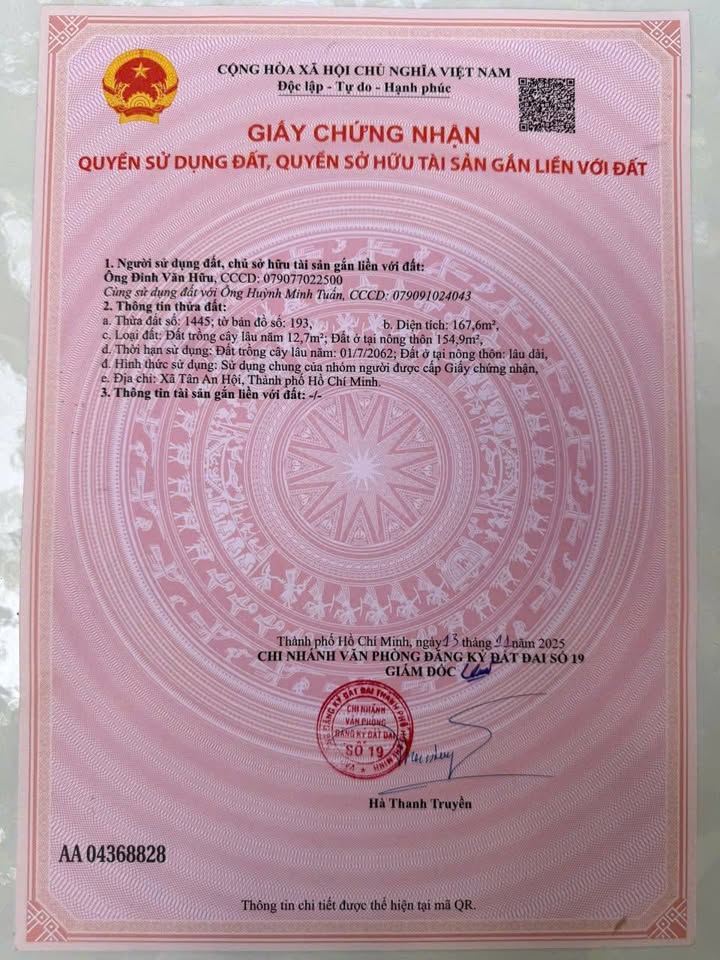 CỘNG HÒA XÃ HỘI CHỦ NGHĨA VIỆT NAM
Độc lập - Tự do - Hạnh phúc
GIẤY CHỨNG NHẬN
QUYỀN SỬ DỤNG ĐẤT, QUYỀN SỞ HỮU TÀI SẢN GẮN LIỀN VỚI ĐẤT
1. Người sử dụng đất, chủ sở hữu tài sản gắn liền với đất:
Ông Đinh Văn Hữu, CCCD: 079077022500
Cùng sử dụng đất với Ông Huỳnh Minh Tuấn, CCCD: 079091024043
2. Thông tin thửa đất:
a. Thửa đất số: 1445; tờ bản đồ số: 193, b. Diện tích: 167,6m²,
c. Loại đất: Đất trồng cây lâu năm 12,7m²; Đất ở tại nông thôn 154,9m²,
d. Thời hạn sử dụng: Đất trồng cây lâu năm: 01/7/2062; Đất ở tại nông thôn: lâu dài,
đ. Hình thức sử dụng: Sử dụng chung của nhóm người được cấp Giấy chứng nhận,
e. Địa chỉ: Xã Tân An Hội, Thành phố Hồ Chí Minh.
3. Thông tin tài sản gắn liền với đất: -/-
Thành phố Hồ Chí Minh, ngày 13 tháng 11 năm 2025
CHI NHÁNH VĂN PHÒNG ĐĂNG KÝ ĐẤT ĐAI SỐ 19
GIÁM ĐỐC
CHI NHÁNH
VĂN PHÒNG
ĐĂNG KÝ ĐẤT ĐAI
SỐ 19
Hà Thanh Truyền
AA 04368828
Thông tin chi tiết được thể hiện tại mã QR.